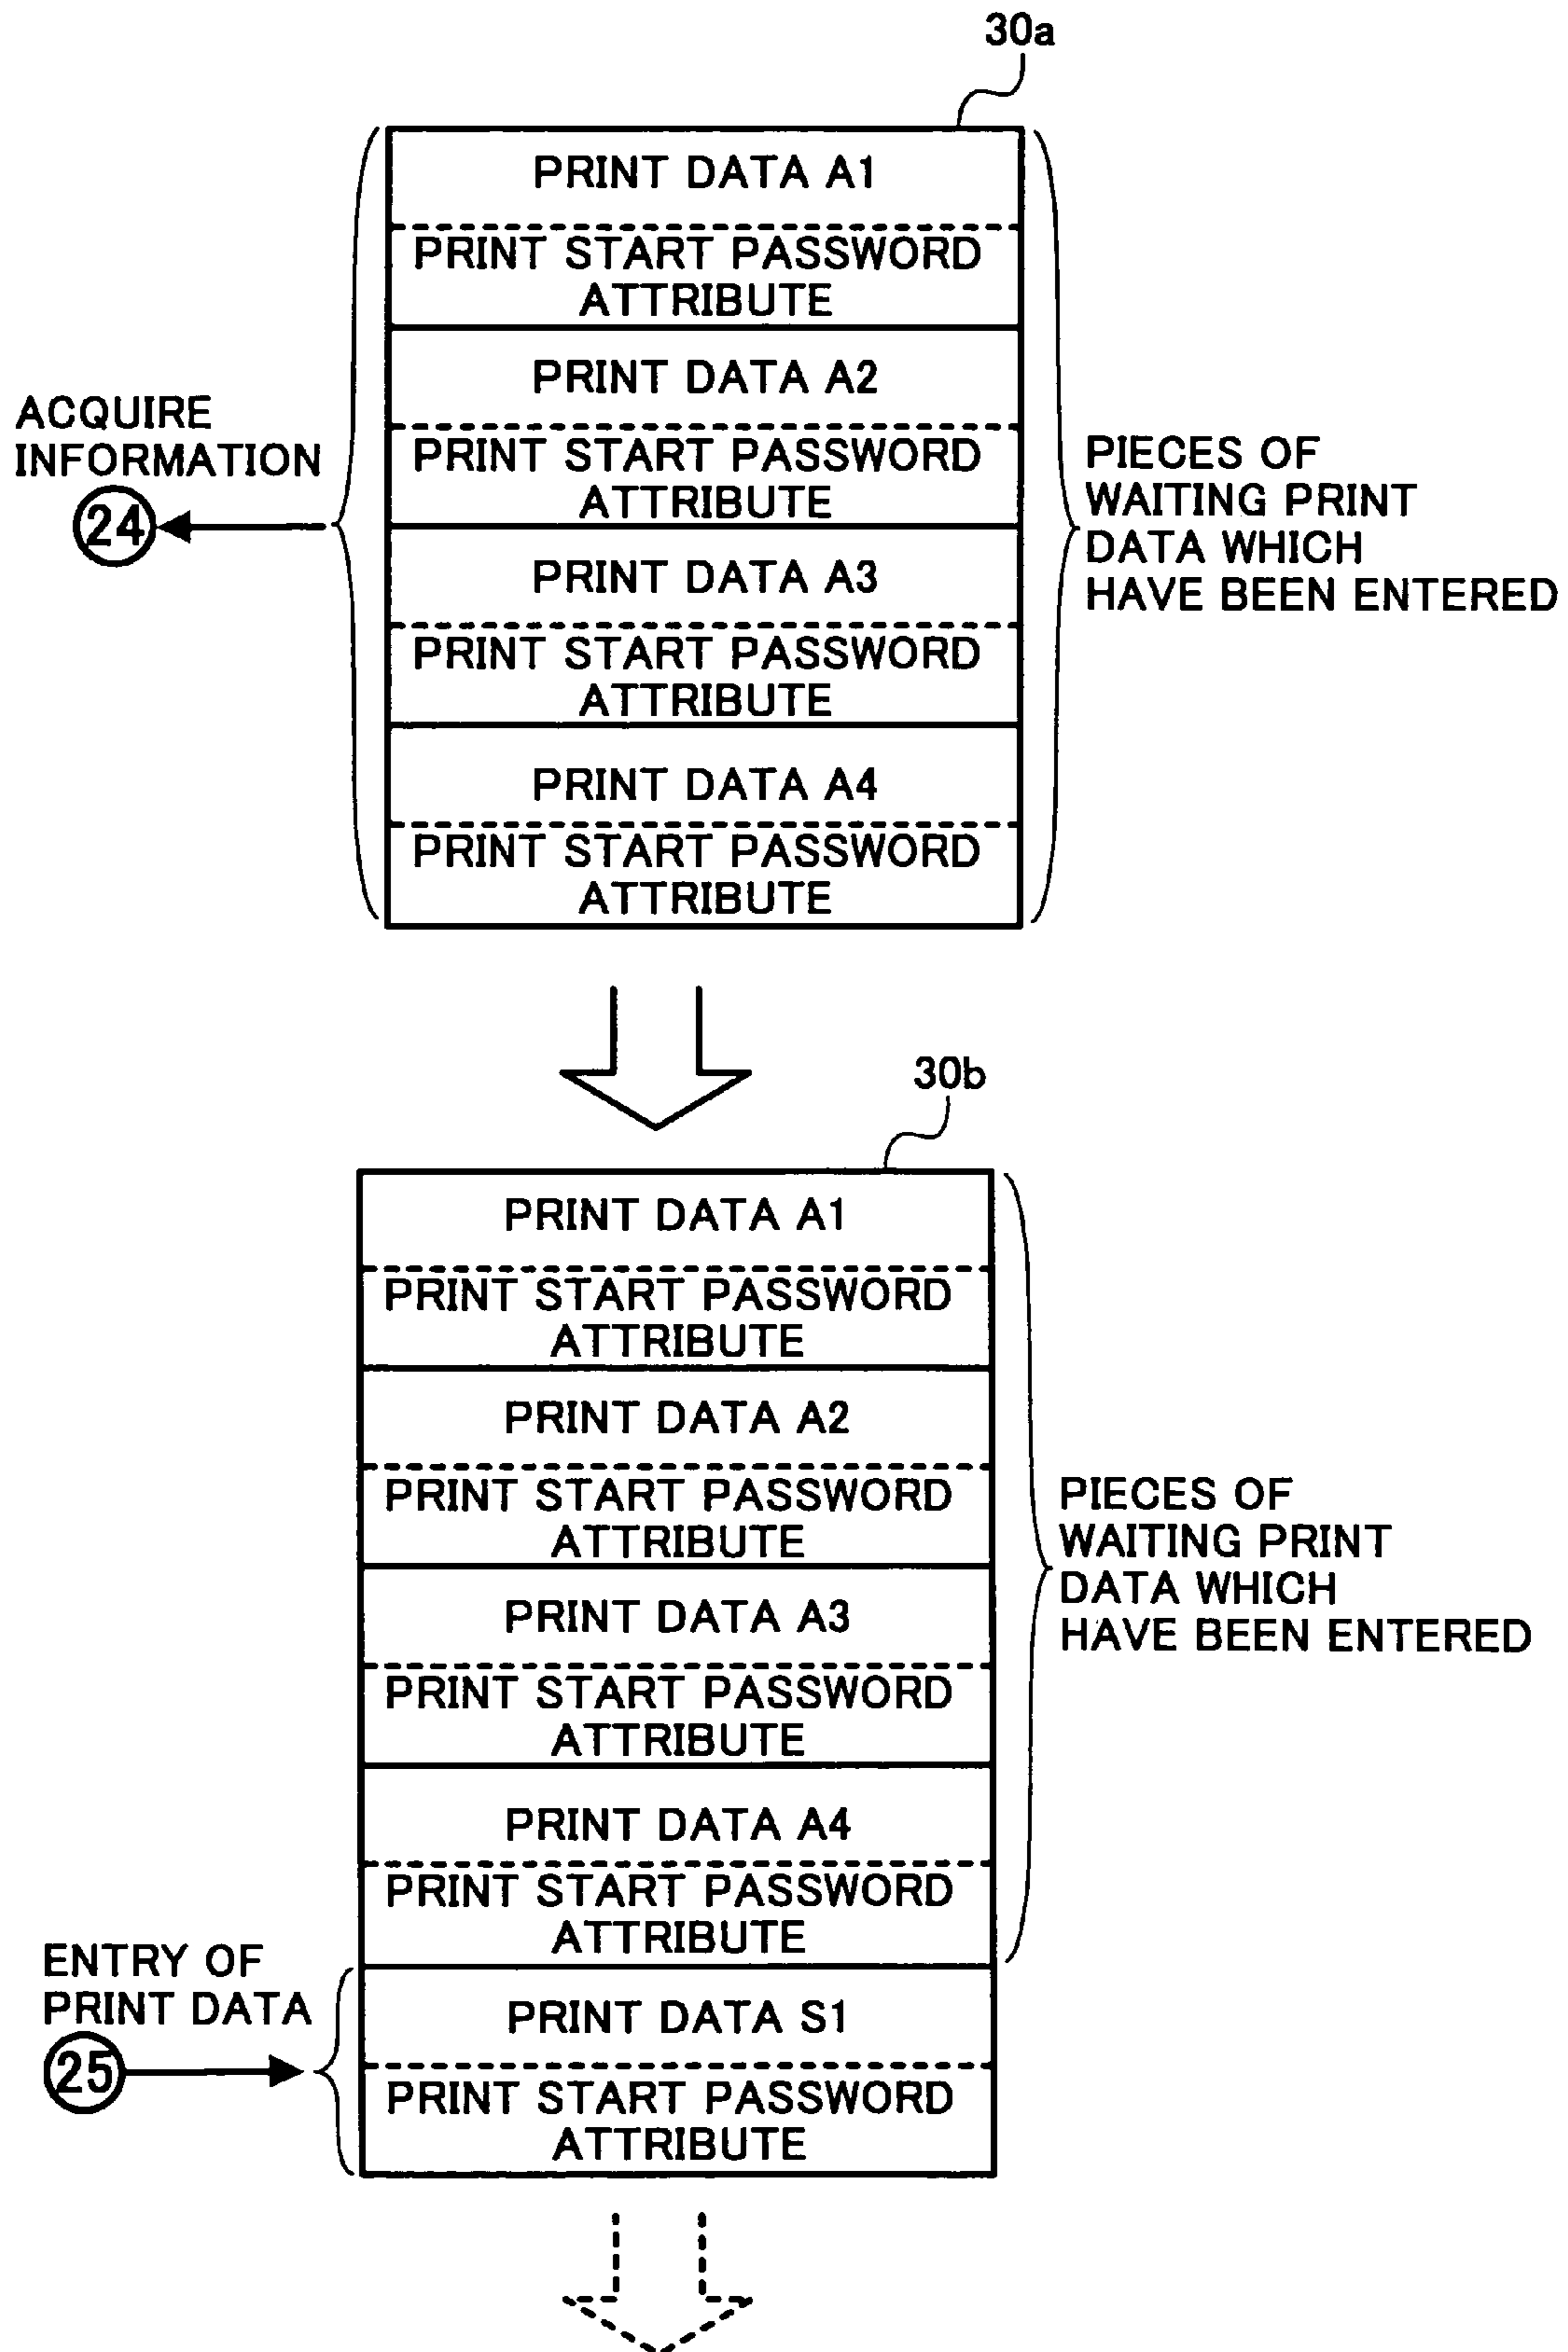 30a
PRINT DATA A1
PRINT START PASSWORD
ATTRIBUTE
PRINT DATA A2
PRINT START PASSWORD
ATTRIBUTE
PRINT DATA A3
PRINT START PASSWORD
ATTRIBUTE
PRINT DATA A4
PRINT START PASSWORD
ATTRIBUTE
ACQUIRE
INFORMATION
24
PIECES OF
WAITING PRINT
DATA WHICH
HAVE BEEN ENTERED
30b
PRINT DATA A1
PRINT START PASSWORD
ATTRIBUTE
PRINT DATA A2
PRINT START PASSWORD
ATTRIBUTE
PRINT DATA A3
PRINT START PASSWORD
ATTRIBUTE
PRINT DATA A4
PRINT START PASSWORD
ATTRIBUTE
PIECES OF
WAITING PRINT
DATA WHICH
HAVE BEEN ENTERED
ENTRY OF
PRINT DATA
25
PRINT DATA S1
PRINT START PASSWORD
ATTRIBUTE